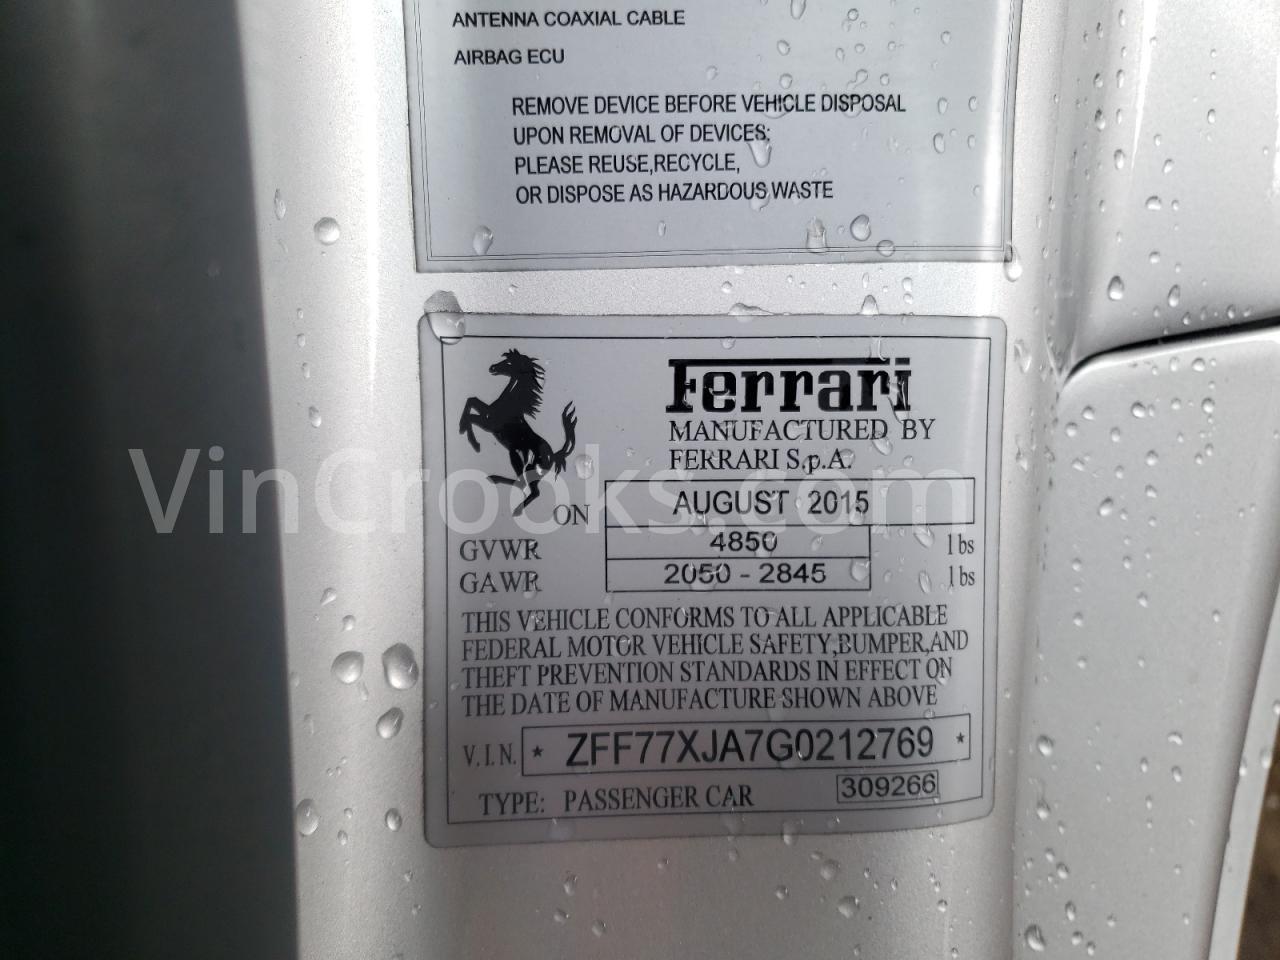 ANTENNA COAXIAL CABLE
AIRBAG ECU
REMOVE DEVICE BEFORE VEHICLE DISPOSAL
UPON REMOVAL OF DEVICES:
PLEASE REUSE,RECYCLE,
OR DISPOSE AS HAZARDOUS WASTE
Ferrari
MANUFACTURED BY
FERRARI S.p.A.
ON AUGUST 2015
GVWR 4850 lbs
GAWR 2050 - 2845 lbs
THIS VEHICLE CONFORMS TO ALL APPLICABLE
FEDERAL MOTOR VEHICLE SAFETY,BUMPER,AND
THEFT PREVENTION STANDARDS IN EFFECT ON
THE DATE OF MANUFACTURE SHOWN ABOVE
V.I.N. * ZFF77XJA7G0212769 *
TYPE: PASSENGER CAR 309266
VinCrooks.com